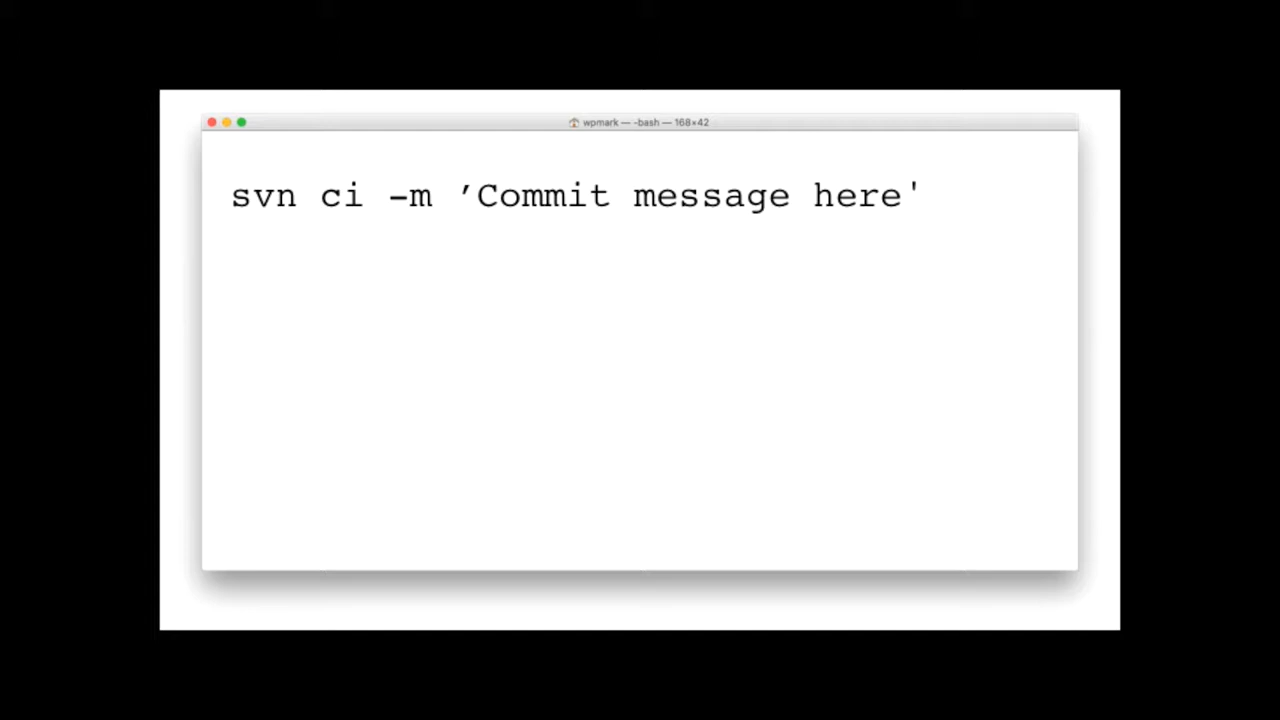 wpmark — -bash — 168×42
svn ci –m ’Commit message here'